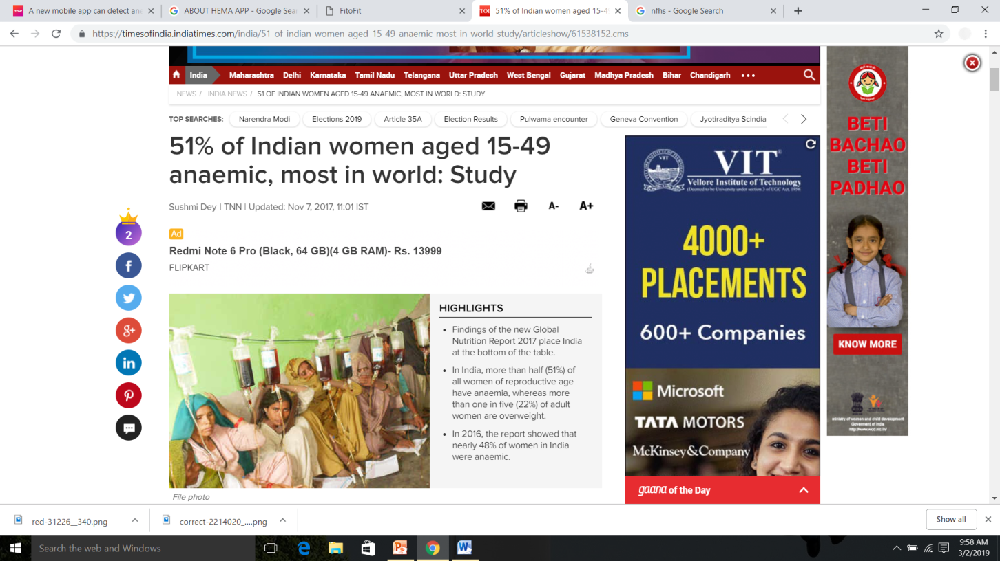 A new mobile app can detect ane
ABOUT HEMA APP - Google Sear
FitoFit
TOI
51% of Indian women aged 15-4
nfhs - Google Search
https://timesofindia.indiatimes.com/india/51-of-indian-women-aged-15-49-anaemic-most-in-world-study/articleshow/61538152.cms
India
Maharashtra
Delhi
Karnataka
Tamil Nadu
Telangana
Uttar Pradesh
West Bengal
Gujarat
Madhya Pradesh
Bihar
Chandigarh
NEWS / INDIA NEWS / 51 OF INDIAN WOMEN AGED 15-49 ANAEMIC, MOST IN WORLD: STUDY
TOP SEARCHES:
Narendra Modi
Elections 2019
Article 35A
Election Results
Pulwama encounter
Geneva Convention
Jyotiraditya Scindia
51% of Indian women aged 15-49
anaemic, most in world: Study
Sushmi Dey | TNN | Updated: Nov 7, 2017, 11:01 IST
A-
A+
2
f
g+
in
Ad
Redmi Note 6 Pro (Black, 64 GB)(4 GB RAM)- Rs. 13999
FLIPKART
HIGHLIGHTS
• Findings of the new Global
Nutrition Report 2017 place India
at the bottom of the table.
• In India, more than half (51%) of
all women of reproductive age
have anaemia, whereas more
than one in five (22%) of adult
women are overweight.
• In 2016, the report showed that
nearly 48% of women in India
were anaemic.
File photo
VIT
VIT
Vellore Institute of Technology
(Deemed to be University under section 3 of UGC Act, 1956)
4000+
PLACEMENTS
600+ Companies
Microsoft
TATA MOTORS
McKinsey&Company
gaana of the Day
BETI
BACHAO
BETI
PADHAO
KNOW MORE
ministry of women and child development
Government of India
http://www.wcd.nic.in/
red-31226__340.png
correct-2214020_....png
Show all
Search the web and Windows
9:58 AM
3/2/2019